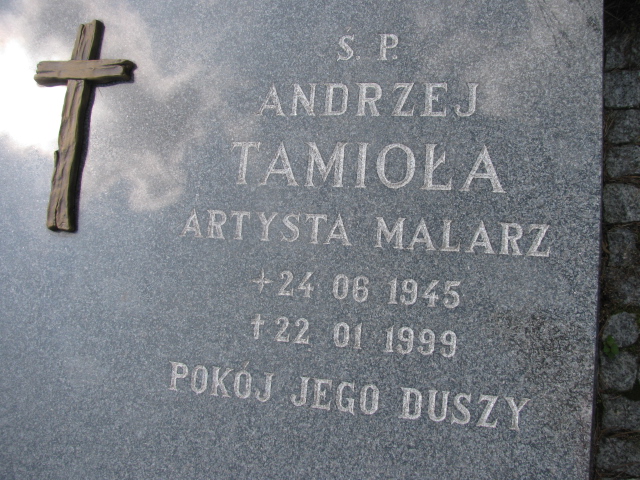 S. P.
ANDRZEJ
TAMIOŁA
ARTYSTA MALARZ
+ 24 06 1945
† 22 01 1999
POKÓJ JEGO DUSZY